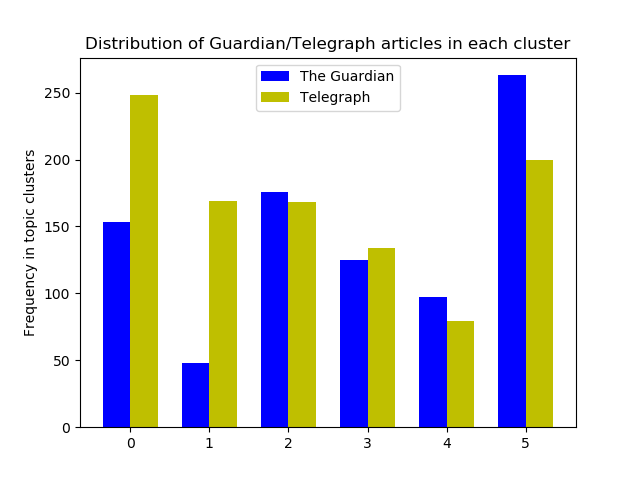 Distribution of Guardian/Telegraph articles in each cluster
The Guardian
Telegraph
Frequency in topic clusters
250
200
150
100
50
0
0 1 2 3 4 5